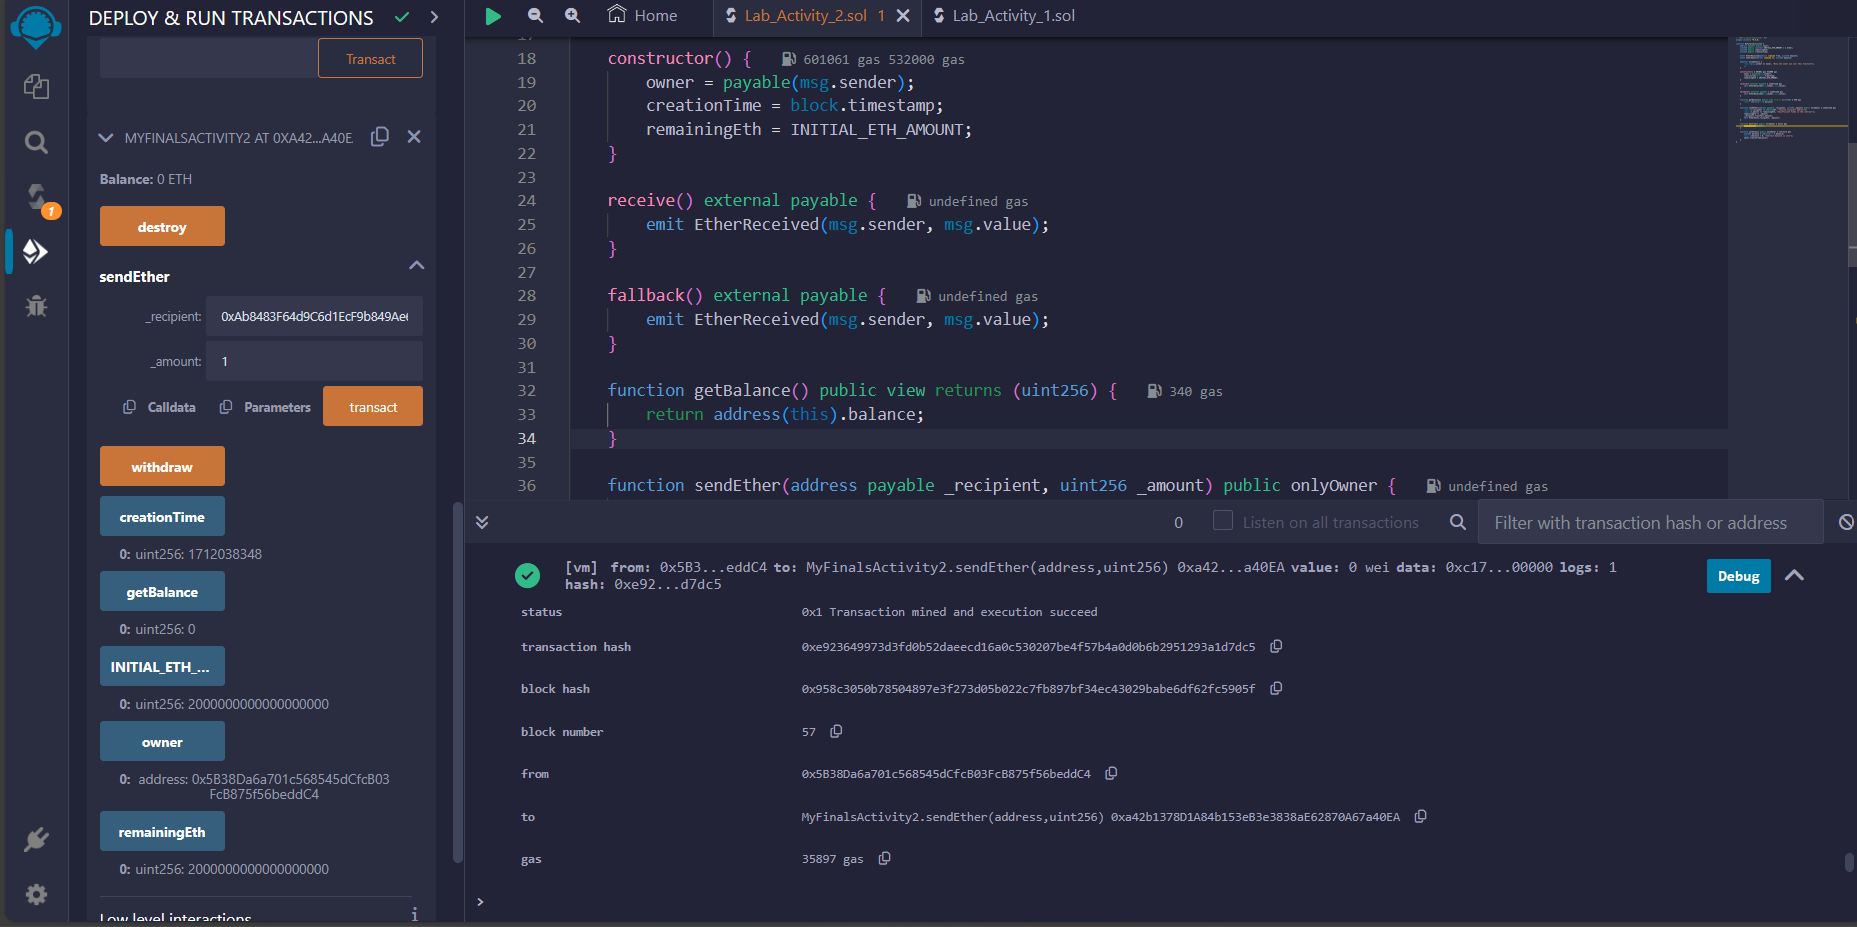 DEPLOY & RUN TRANSACTIONS
Transact
MYFINALSACTIVITY2 AT 0XA42...A40E
Balance: 0 ETH
destroy
sendEther
_recipient:
_amount: 1
Calldata Parameters transact
withdraw
creationTime
0: uint256: 1712038348
getBalance
0: uint256: 0
INITIAL_ETH_...
0: uint256: 2000000000000000000
owner
0: address: 0x5B38Da6a701c568545dCfcB03
FcB875f56beddC4
remainingEth
0: uint256: 2000000000000000000
Low level interactions i
1
Home
Lab_Activity_2.sol 1
Lab_Activity_1.sol
18 constructor() { 601061 gas 532000 gas
19 owner = payable(msg.sender);
20 creationTime = block.timestamp;
21 remainingEth = INITIAL_ETH_AMOUNT;
22 }
23
24 receive() external payable { undefined gas
25 emit EtherReceived(msg.sender, msg.value);
26 }
27
28 fallback() external payable { undefined gas
29 emit EtherReceived(msg.sender, msg.value);
30 }
31
32 function getBalance() public view returns (uint256) { 340 gas
33 return address(this).balance;
34 }
35
36 function sendEther(address payable _recipient, uint256 _amount) public onlyOwner { undefined gas
0 Listen on all transactions Filter with transaction hash or address
[vm] from: 0x5B3...eddC4 to: MyFinalsActivity2.sendEther(address,uint256) 0xa42...a40EA value: 0 wei data: 0xc17...00000 logs: 1
hash: 0xe92...d7dc5
Debug
status 0x1 Transaction mined and execution succeed
transaction hash 0xe923649973d3fd0b52daeecd16a0c530207be4f57b4a0d0b6b2951293a1d7dc5
block hash 0x958c3050b78504897e3f273d05b022c7fb897bf34ec43029babe6df62fc5905f
block number 57
from 0x5B38Da6a701c568545dCfcB03FcB875f56beddC4
to MyFinalsActivity2.sendEther(address,uint256) 0xa42b1378D1A84b153eB3e3838aE62870A67a40EA
gas 35897 gas
>